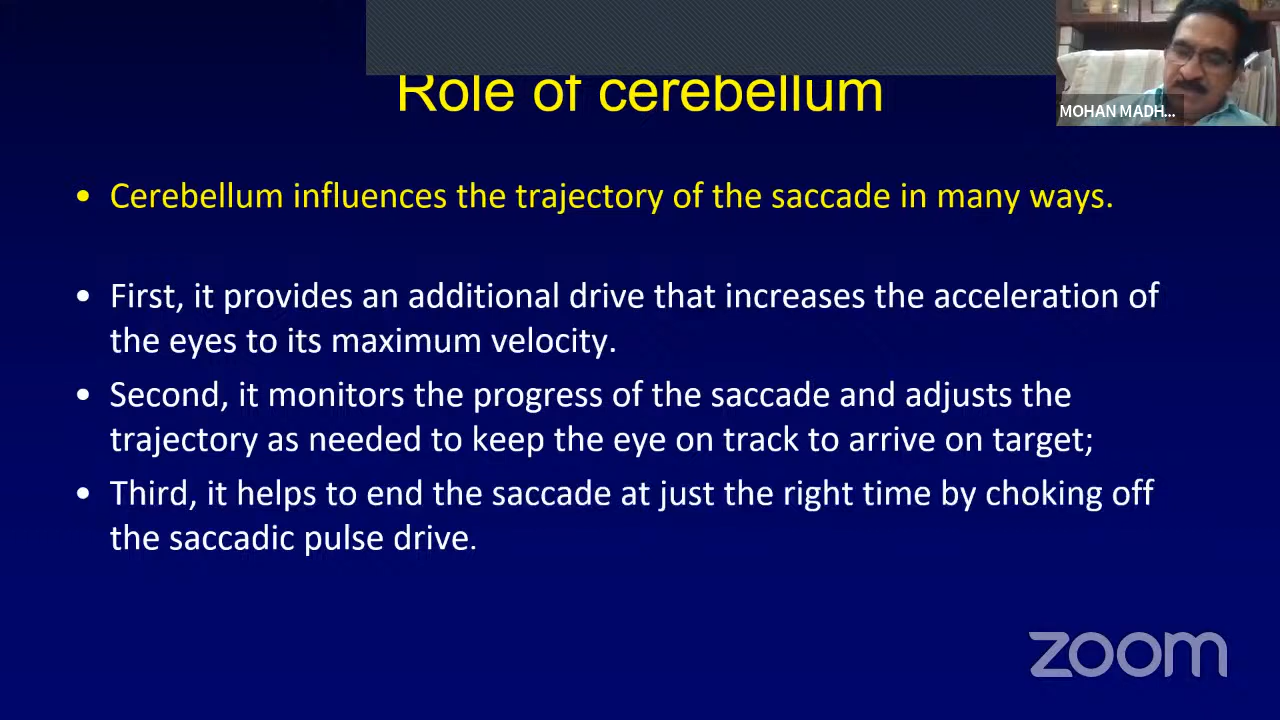 Role of cerebellum
MOHAN MADH...
• Cerebellum influences the trajectory of the saccade in many ways.
• First, it provides an additional drive that increases the acceleration of
the eyes to its maximum velocity.
• Second, it monitors the progress of the saccade and adjusts the
trajectory as needed to keep the eye on track to arrive on target;
• Third, it helps to end the saccade at just the right time by choking off
the saccadic pulse drive.
zoom